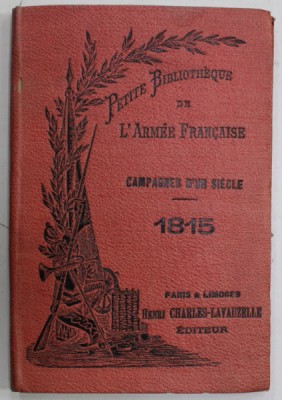 PETITE BIBLIOTHÈQUE
DE
L'ARMÉE FRANÇAISE
CAMPAGNES D'UN SIÈCLE
1815
PARIS & LIMOGES
HENRI CHARLES-LAVAUZELLE
ÉDITEUR